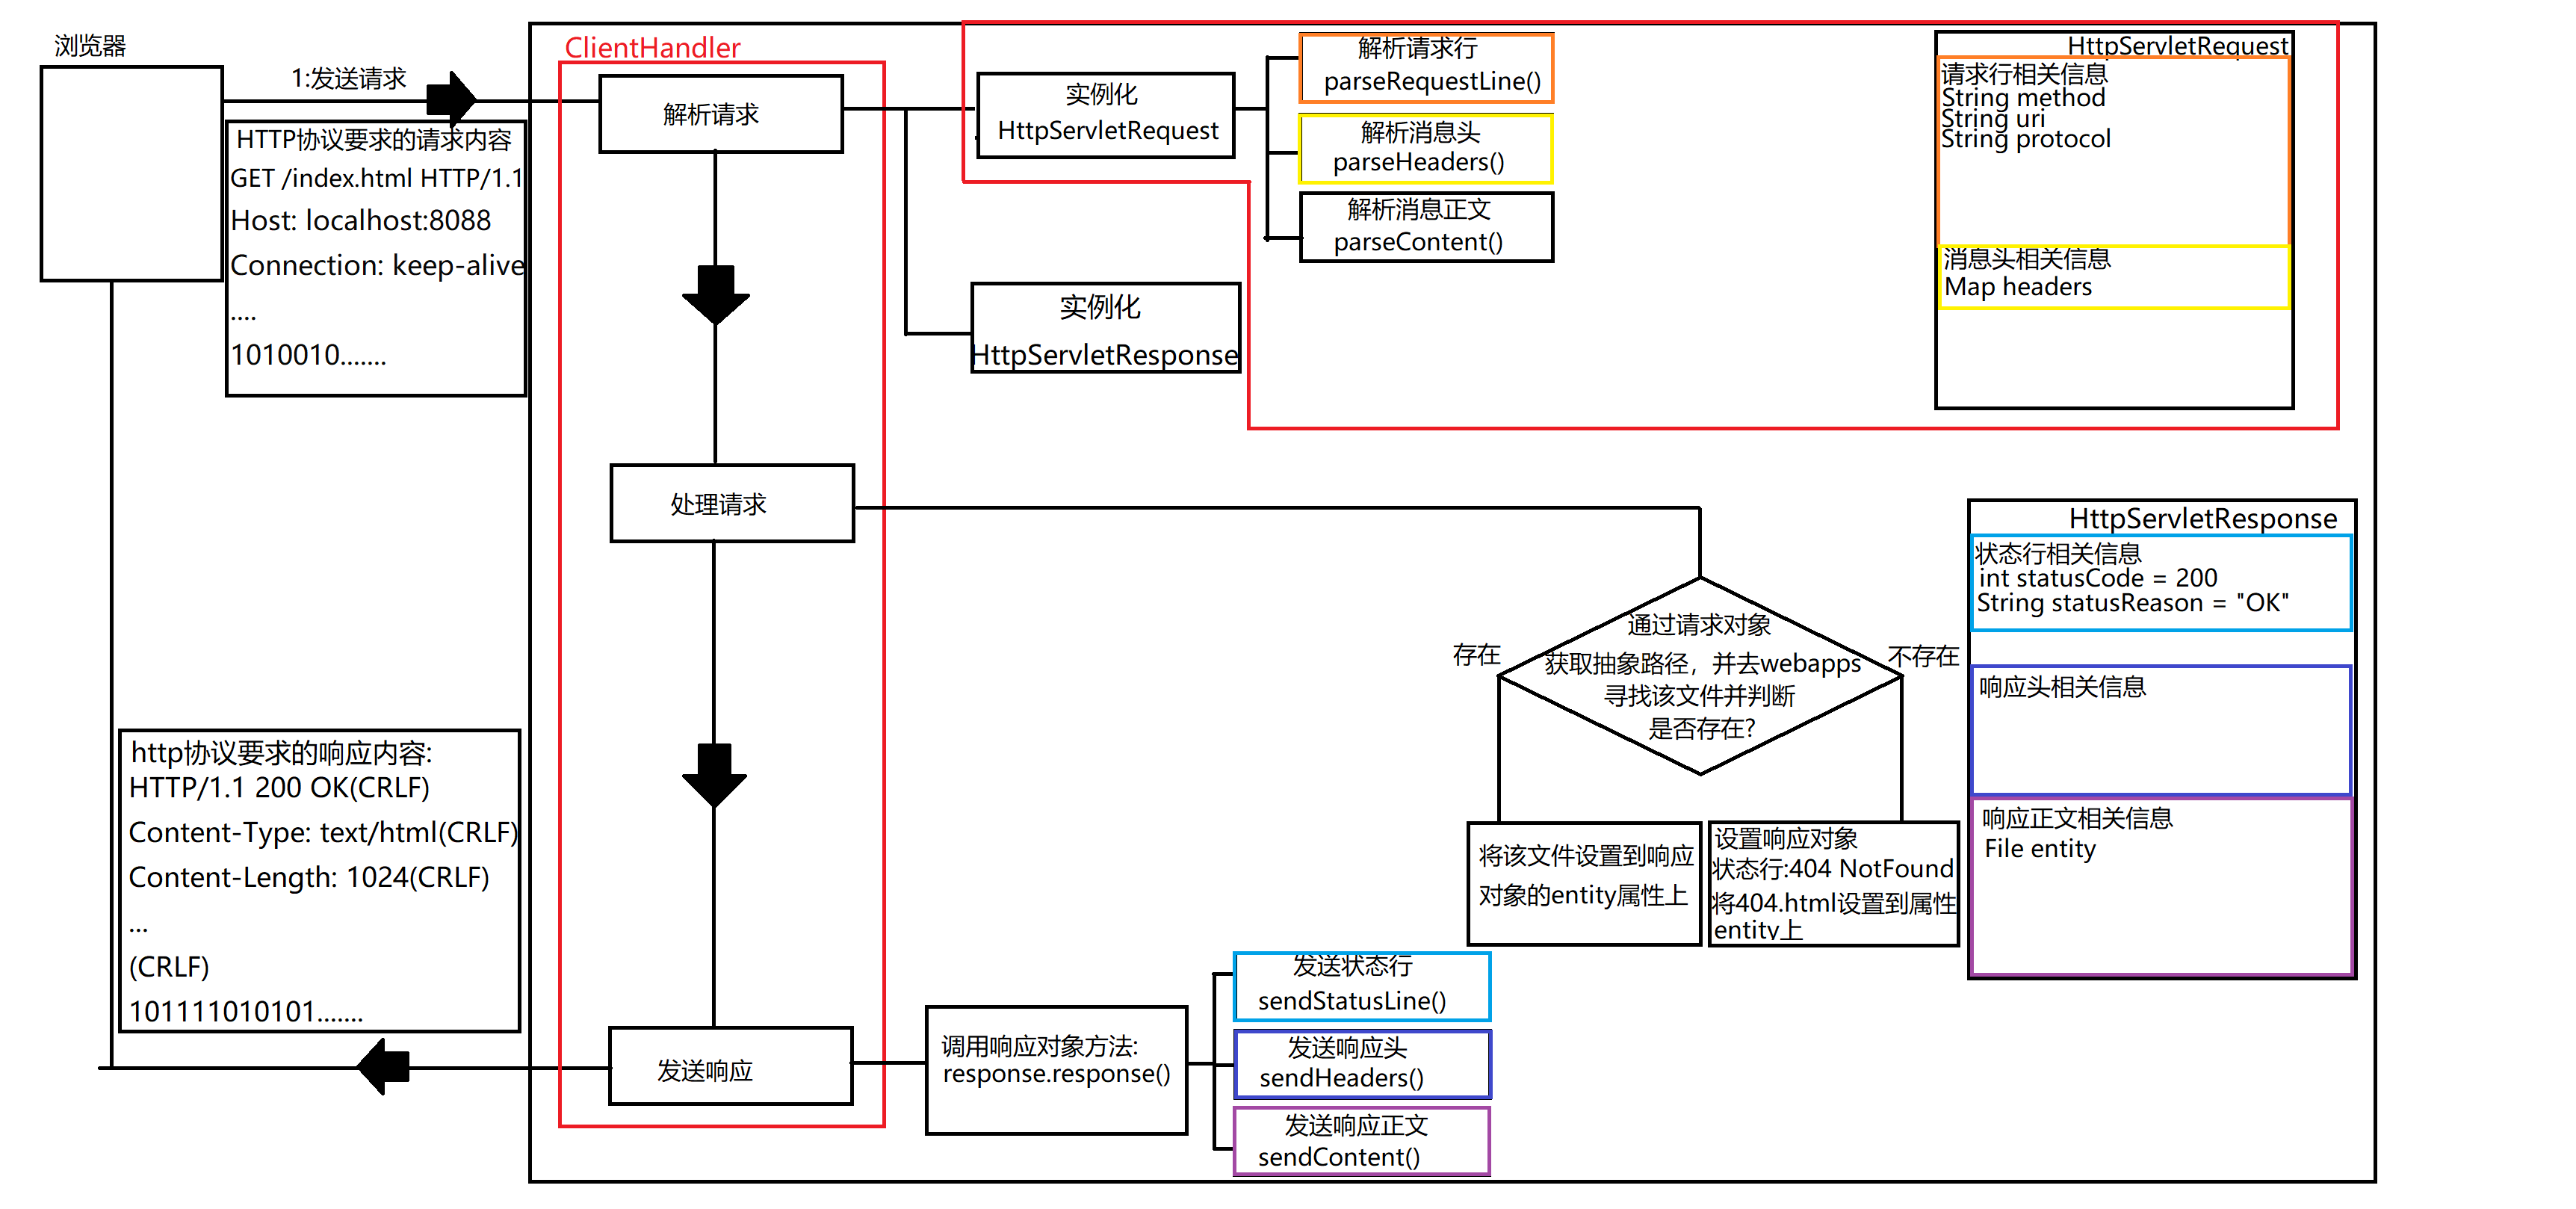 浏览器
1:发送请求
HTTP协议要求的请求内容
GET /index.html HTTP/1.1
Host: localhost:8088
Connection: keep-alive
....
1010010.......
ClientHandler
解析请求
实例化
HttpServletRequest
解析请求行
parseRequestLine()
解析消息头
parseHeaders()
解析消息正文
parseContent()
实例化
HttpServletResponse
HttpServletRequest
请求行相关信息
String method
String uri
String protocol
消息头相关信息
Map headers
处理请求
通过请求对象
获取抽象路径，并去webapps
寻找该文件并判断
是否存在?
存在
不存在
将该文件设置到响应
对象的entity属性上
设置响应对象
状态行:404 NotFound
将404.html设置到属性
entity上
HttpServletResponse
状态行相关信息
int statusCode = 200
String statusReason = "OK"
响应头相关信息
响应正文相关信息
File entity
http协议要求的响应内容:
HTTP/1.1 200 OK(CRLF)
Content-Type: text/html(CRLF)
Content-Length: 1024(CRLF)
...
(CRLF)
101111010101.......
发送响应
调用响应对象方法:
response.response()
发送状态行
sendStatusLine()
发送响应头
sendHeaders()
发送响应正文
sendContent()